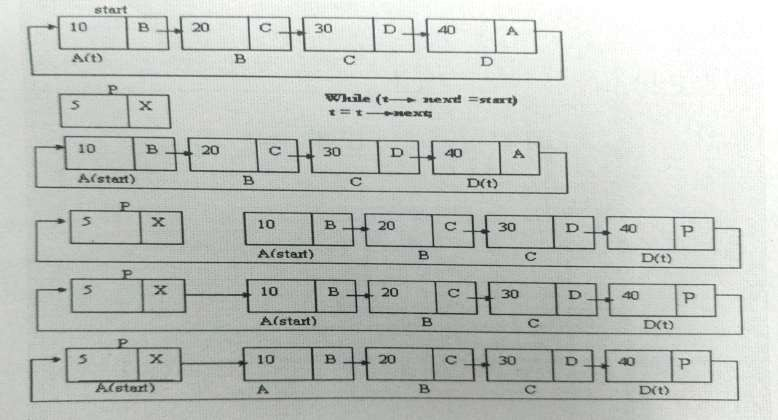 start
10 B 20 C 30 D 40 A
A(t) B C D
P
5 X
While (t → next! =start)
t = t → next;
10 B 20 C 30 D 40 A
A(start) B C D(t)
P
5 X 10 B 20 C 30 D 40 P
A(start) B C D(t)
P
5 X 10 B 20 C 30 D 40 P
A(start) B C D(t)
P
5 X 10 B 20 C 30 D 40 P
A(start) A B C D(t)